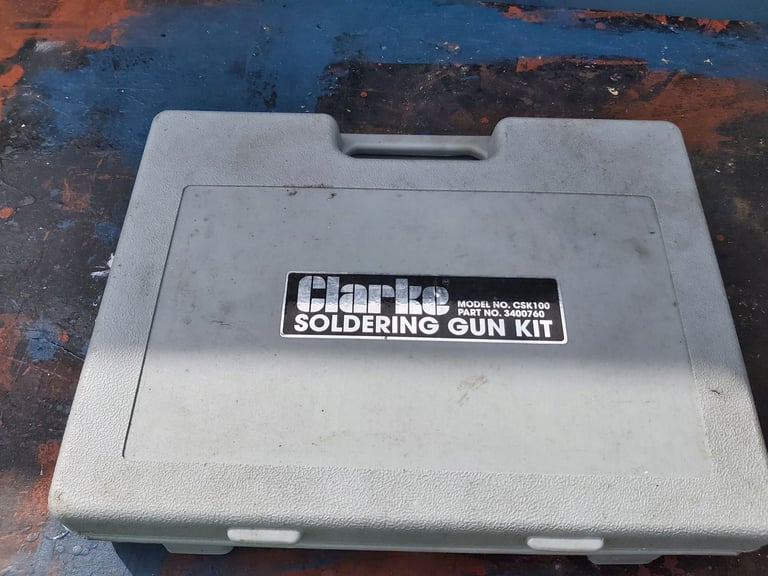 Clarke
MODEL NO. CSK100
PART NO. 3400760
SOLDERING GUN KIT